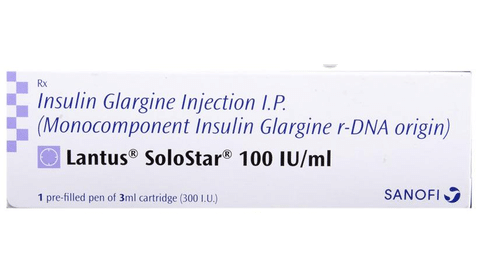 Rx
Insulin Glargine Injection I.P.
(Monocomponent Insulin Glargine r-DNA origin)
Lantus® SoloStar® 100 IU/ml
1 pre-filled pen of 3ml cartridge (300 I.U.)
SANOFI